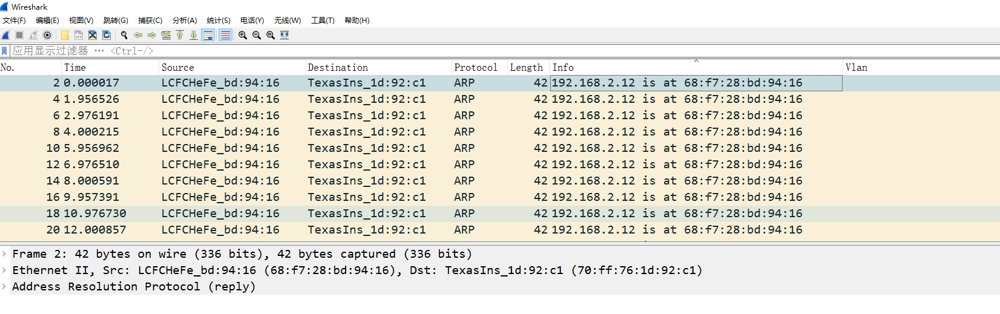 Wireshark
文件(F) 编辑(E) 视图(V) 跳转(G) 捕获(C) 分析(A) 统计(S) 电话(Y) 无线(W) 工具(T) 帮助(H)
应用显示过滤器 … <Ctrl-/>
No. Time Source Destination Protocol Length Info Vlan
2 0.000017 LCFCHeFe_bd:94:16 TexasIns_1d:92:c1 ARP 42 192.168.2.12 is at 68:f7:28:bd:94:16
4 1.956526 LCFCHeFe_bd:94:16 TexasIns_1d:92:c1 ARP 42 192.168.2.12 is at 68:f7:28:bd:94:16
6 2.976191 LCFCHeFe_bd:94:16 TexasIns_1d:92:c1 ARP 42 192.168.2.12 is at 68:f7:28:bd:94:16
8 4.000215 LCFCHeFe_bd:94:16 TexasIns_1d:92:c1 ARP 42 192.168.2.12 is at 68:f7:28:bd:94:16
10 5.956962 LCFCHeFe_bd:94:16 TexasIns_1d:92:c1 ARP 42 192.168.2.12 is at 68:f7:28:bd:94:16
12 6.976510 LCFCHeFe_bd:94:16 TexasIns_1d:92:c1 ARP 42 192.168.2.12 is at 68:f7:28:bd:94:16
14 8.000591 LCFCHeFe_bd:94:16 TexasIns_1d:92:c1 ARP 42 192.168.2.12 is at 68:f7:28:bd:94:16
16 9.957391 LCFCHeFe_bd:94:16 TexasIns_1d:92:c1 ARP 42 192.168.2.12 is at 68:f7:28:bd:94:16
18 10.976730 LCFCHeFe_bd:94:16 TexasIns_1d:92:c1 ARP 42 192.168.2.12 is at 68:f7:28:bd:94:16
20 12.000857 LCFCHeFe_bd:94:16 TexasIns_1d:92:c1 ARP 42 192.168.2.12 is at 68:f7:28:bd:94:16
Frame 2: 42 bytes on wire (336 bits), 42 bytes captured (336 bits)
Ethernet II, Src: LCFCHeFe_bd:94:16 (68:f7:28:bd:94:16), Dst: TexasIns_1d:92:c1 (70:ff:76:1d:92:c1)
Address Resolution Protocol (reply)